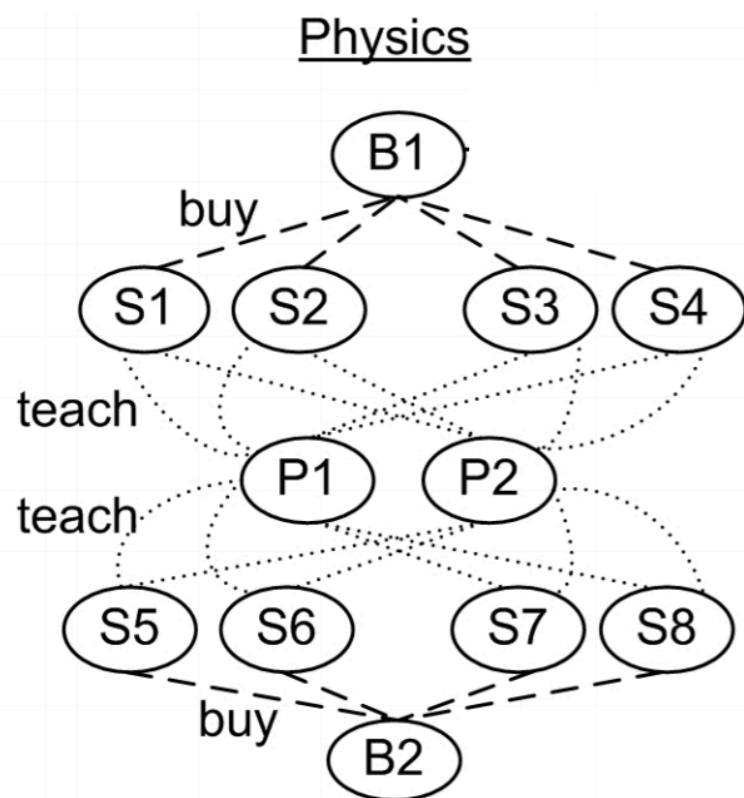 Physics
B1
buy
S1 S2 S3 S4
teach
P1 P2
teach
S5 S6 S7 S8
buy
B2